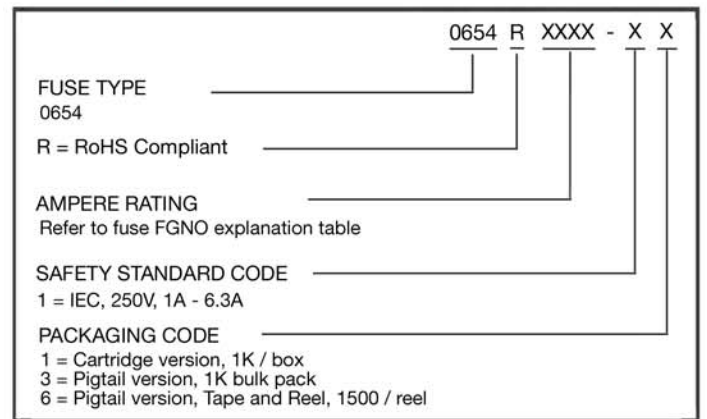 0654 R XXXX - X X
FUSE TYPE
0654
R = RoHS Compliant
AMPERE RATING
Refer to fuse FGNO explanation table
SAFETY STANDARD CODE
1 = IEC, 250V, 1A - 6.3A
PACKAGING CODE
1 = Cartridge version, 1K / box
3 = Pigtail version, 1K bulk pack
6 = Pigtail version, Tape and Reel, 1500 / reel